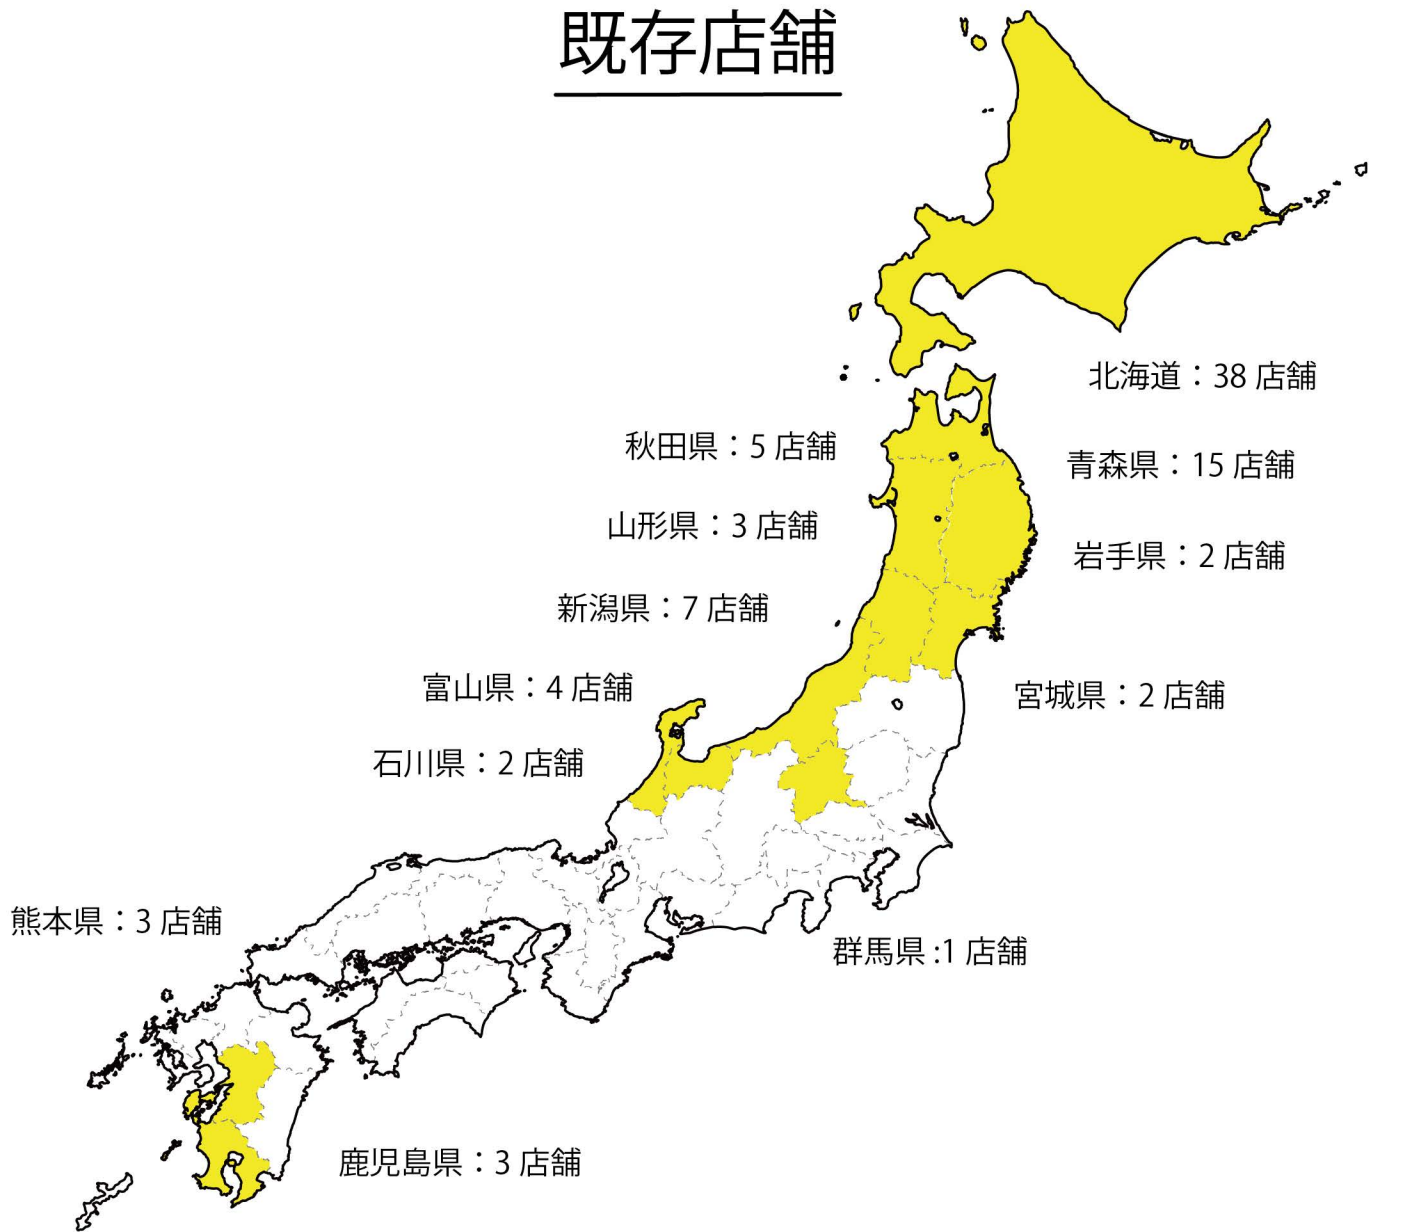 既存店舗
北海道：38 店舗
秋田県：5 店舗
青森県：15 店舗
山形県：3 店舗
岩手県：2 店舗
新潟県：7 店舗
富山県：4 店舗
宮城県：2 店舗
石川県：2 店舗
熊本県：3 店舗
群馬県:1 店舗
鹿児島県：3 店舗